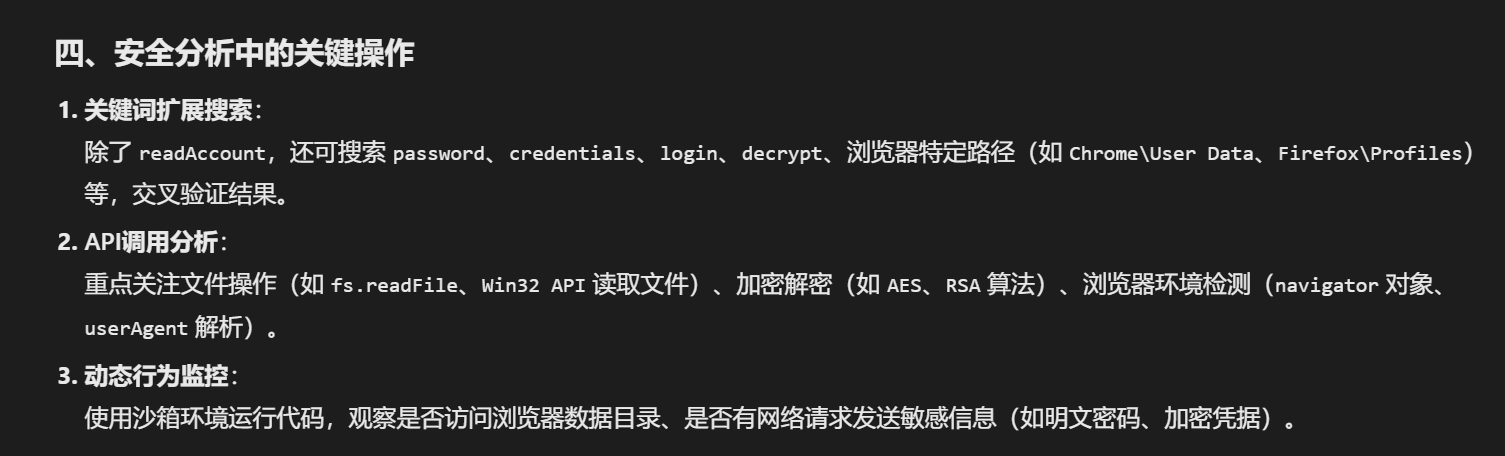 四、安全分析中的关键操作
1. 关键词扩展搜索：
除了 readAccount，还可搜索 password、credentials、login、decrypt、浏览器特定路径（如 Chrome\User Data、Firefox\Profiles）
等，交叉验证结果。
2. API调用分析：
重点关注文件操作（如 fs.readFile、Win32 API 读取文件）、加密解密（如 AES、RSA 算法）、浏览器环境检测（navigator 对象、
userAgent 解析）。
3. 动态行为监控：
使用沙箱环境运行代码，观察是否访问浏览器数据目录、是否有网络请求发送敏感信息（如明文密码、加密凭据）。